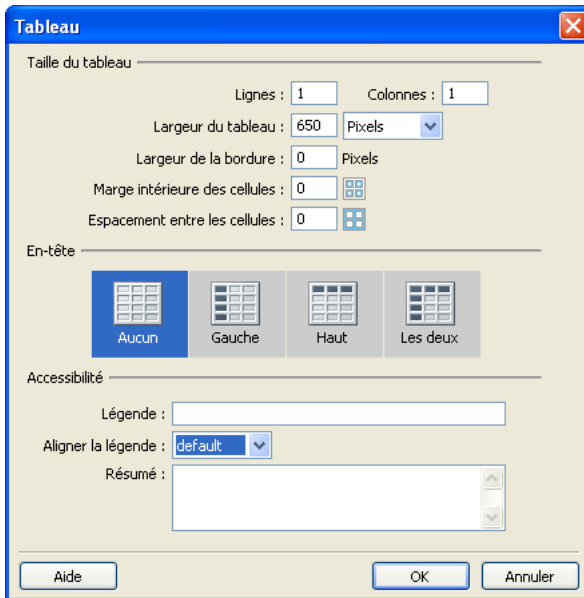 Tableau
Taille du tableau
Lignes : 1 Colonnes : 1
Largeur du tableau : 650 Pixels
Largeur de la bordure : 0 Pixels
Marge intérieure des cellules : 0
Espacement entre les cellules : 0
En-tête
Aucun Gauche Haut Les deux
Accessibilité
Légende :
Aligner la légende : default
Résumé :
Aide OK Annuler